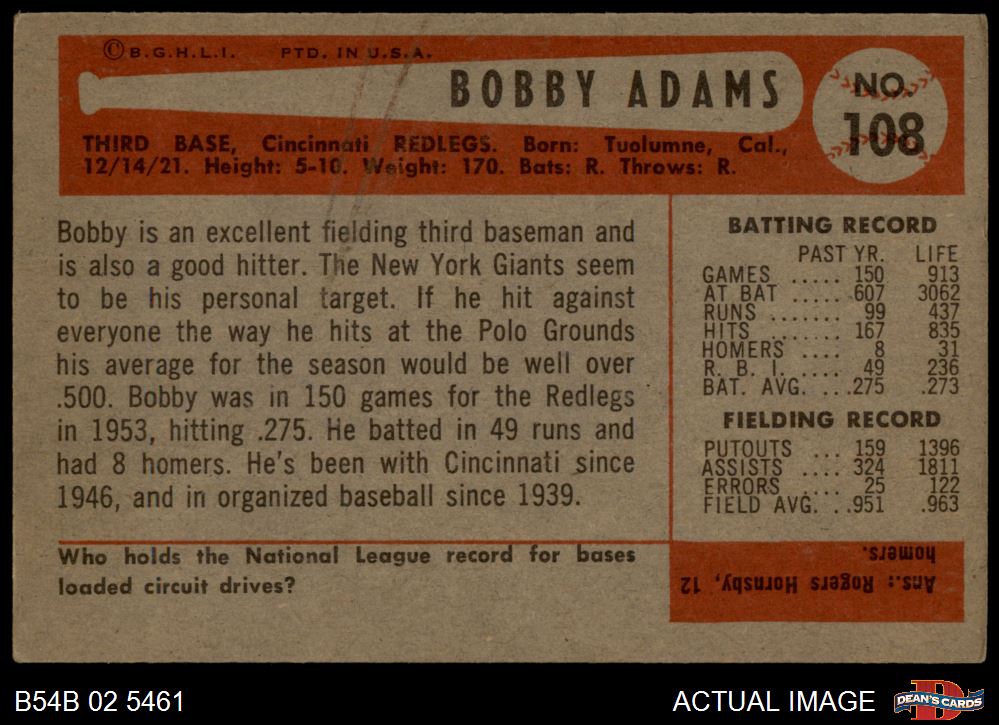 ©B.G.H.L.I. PTD. IN U.S.A.
BOBBY ADAMS
NO.
108
THIRD BASE, Cincinnati REDLEGS. Born: Tuolumne, Cal.,
12/14/21. Height: 5-10. Weight: 170. Bats: R. Throws: R.
Bobby is an excellent fielding third baseman and
is also a good hitter. The New York Giants seem
to be his personal target. If he hit against
everyone the way he hits at the Polo Grounds
his average for the season would be well over
.500. Bobby was in 150 games for the Redlegs
in 1953, hitting .275. He batted in 49 runs and
had 8 homers. He's been with Cincinnati since
1946, and in organized baseball since 1939.
Who holds the National League record for bases
loaded circuit drives?
BATTING RECORD
PAST YR. LIFE
GAMES ..... 150 913
AT BAT ..... 607 3062
RUNS ....... 99 437
HITS ....... 167 835
HOMERS .... 8 31
R. B. I. .... 49 236
BAT. AVG. ... .275 .273
FIELDING RECORD
PUTOUTS ... 159 1396
ASSISTS .... 324 1811
ERRORS .... 25 122
FIELD AVG. . .951 .963
Ans.: Rogers Hornsby, 12
homers.
B54B 02 5461
ACTUAL IMAGE
DEAN'S CARDS